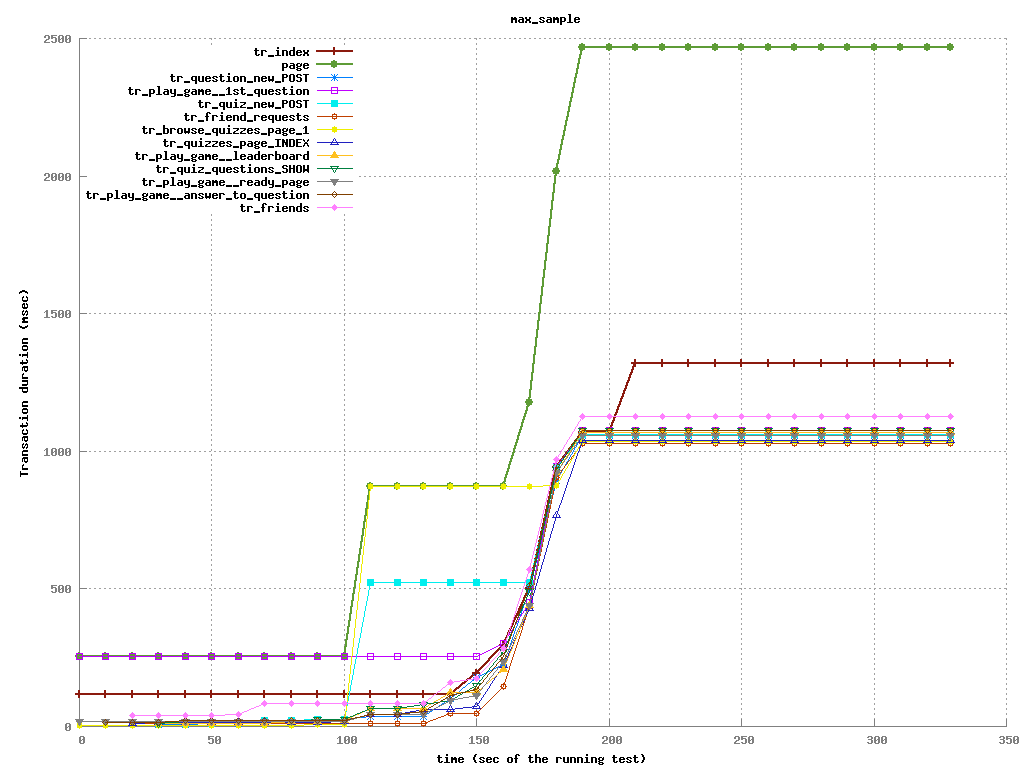 max_sample
2500
2000
1500
1000
500
0
Transaction duration (msec)
tr_index
page
tr_question_new_POST
tr_play_game__1st_question
tr_quiz_new_POST
tr_friend_requests
tr_browse_quizzes_page_1
tr_quizzes_page_INDEX
tr_play_game__leaderboard
tr_quiz_questions_SHOW
tr_play_game__ready_page
tr_play_game__answer_to_question
tr_friends
0 50 100 150 200 250 300 350
time (sec of the running test)